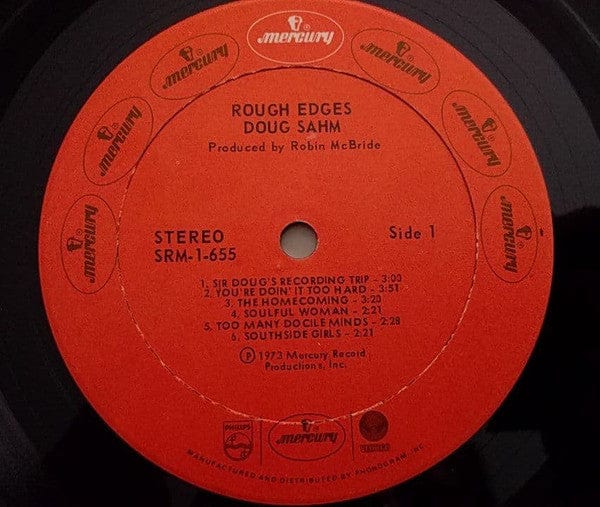 mercury
mercury
mercury
mercury
mercury
mercury
mercury
ROUGH EDGES
DOUG SAHM
Produced by Robin McBride
STEREO
SRM-1-655
Side 1
1. SIR DOUG'S RECORDING TRIP - 3:00
2. YOU'RE DOIN' IT TOO HARD - 3:51
3. THE HOMECOMING - 3:20
4. SOULFUL WOMAN - 2:21
5. TOO MANY DOCILE MINDS - 2:28
6. SOUTHSIDE GIRLS - 2:21
Ⓟ 1973 Mercury Record
Productions, Inc.
PHILIPS
mercury
VERTIGO
MANUFACTURED AND DISTRIBUTED BY PHONOGRAM, INC.